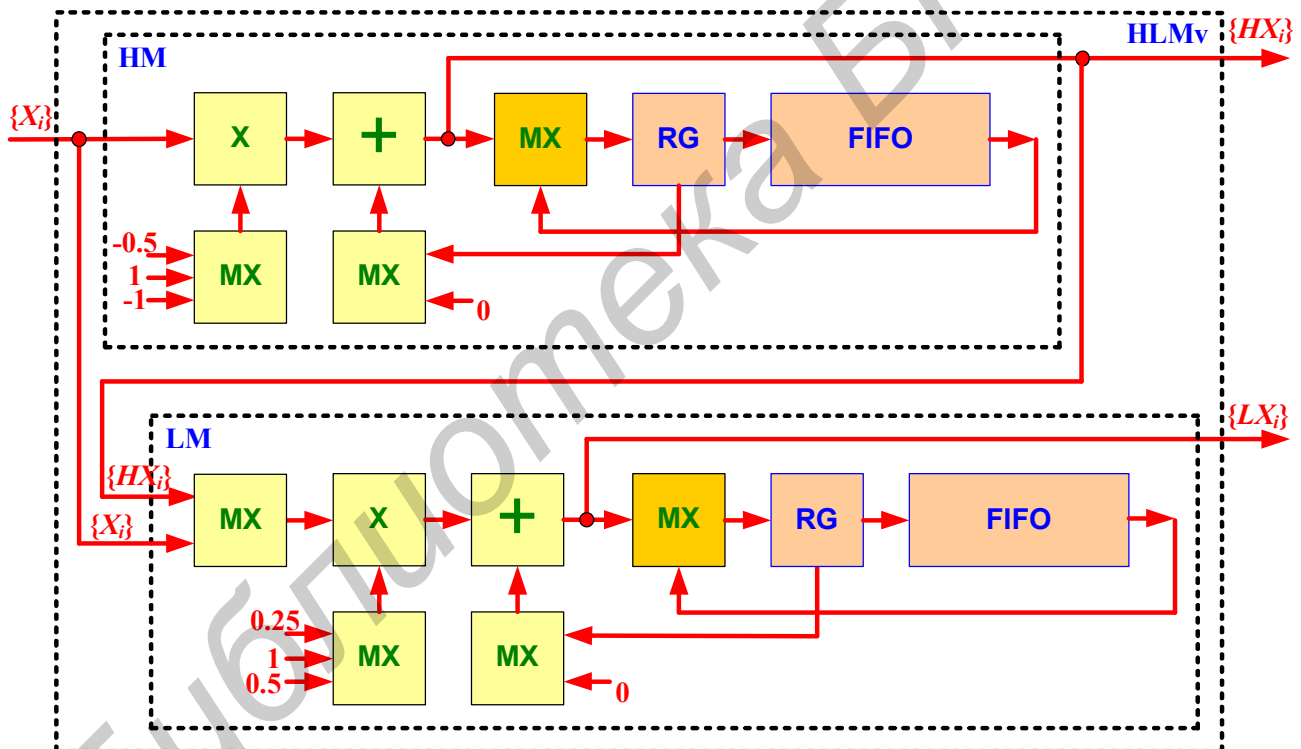 HM
HLMv
{HXi}
{Xi}
X
+
MX
RG
FIFO
-0.5
1
-1
MX
MX
0
{LXi}
LM
{HXi}
{Xi}
MX
X
+
MX
RG
FIFO
0.25
1
0.5
MX
MX
0
Библиотека Б